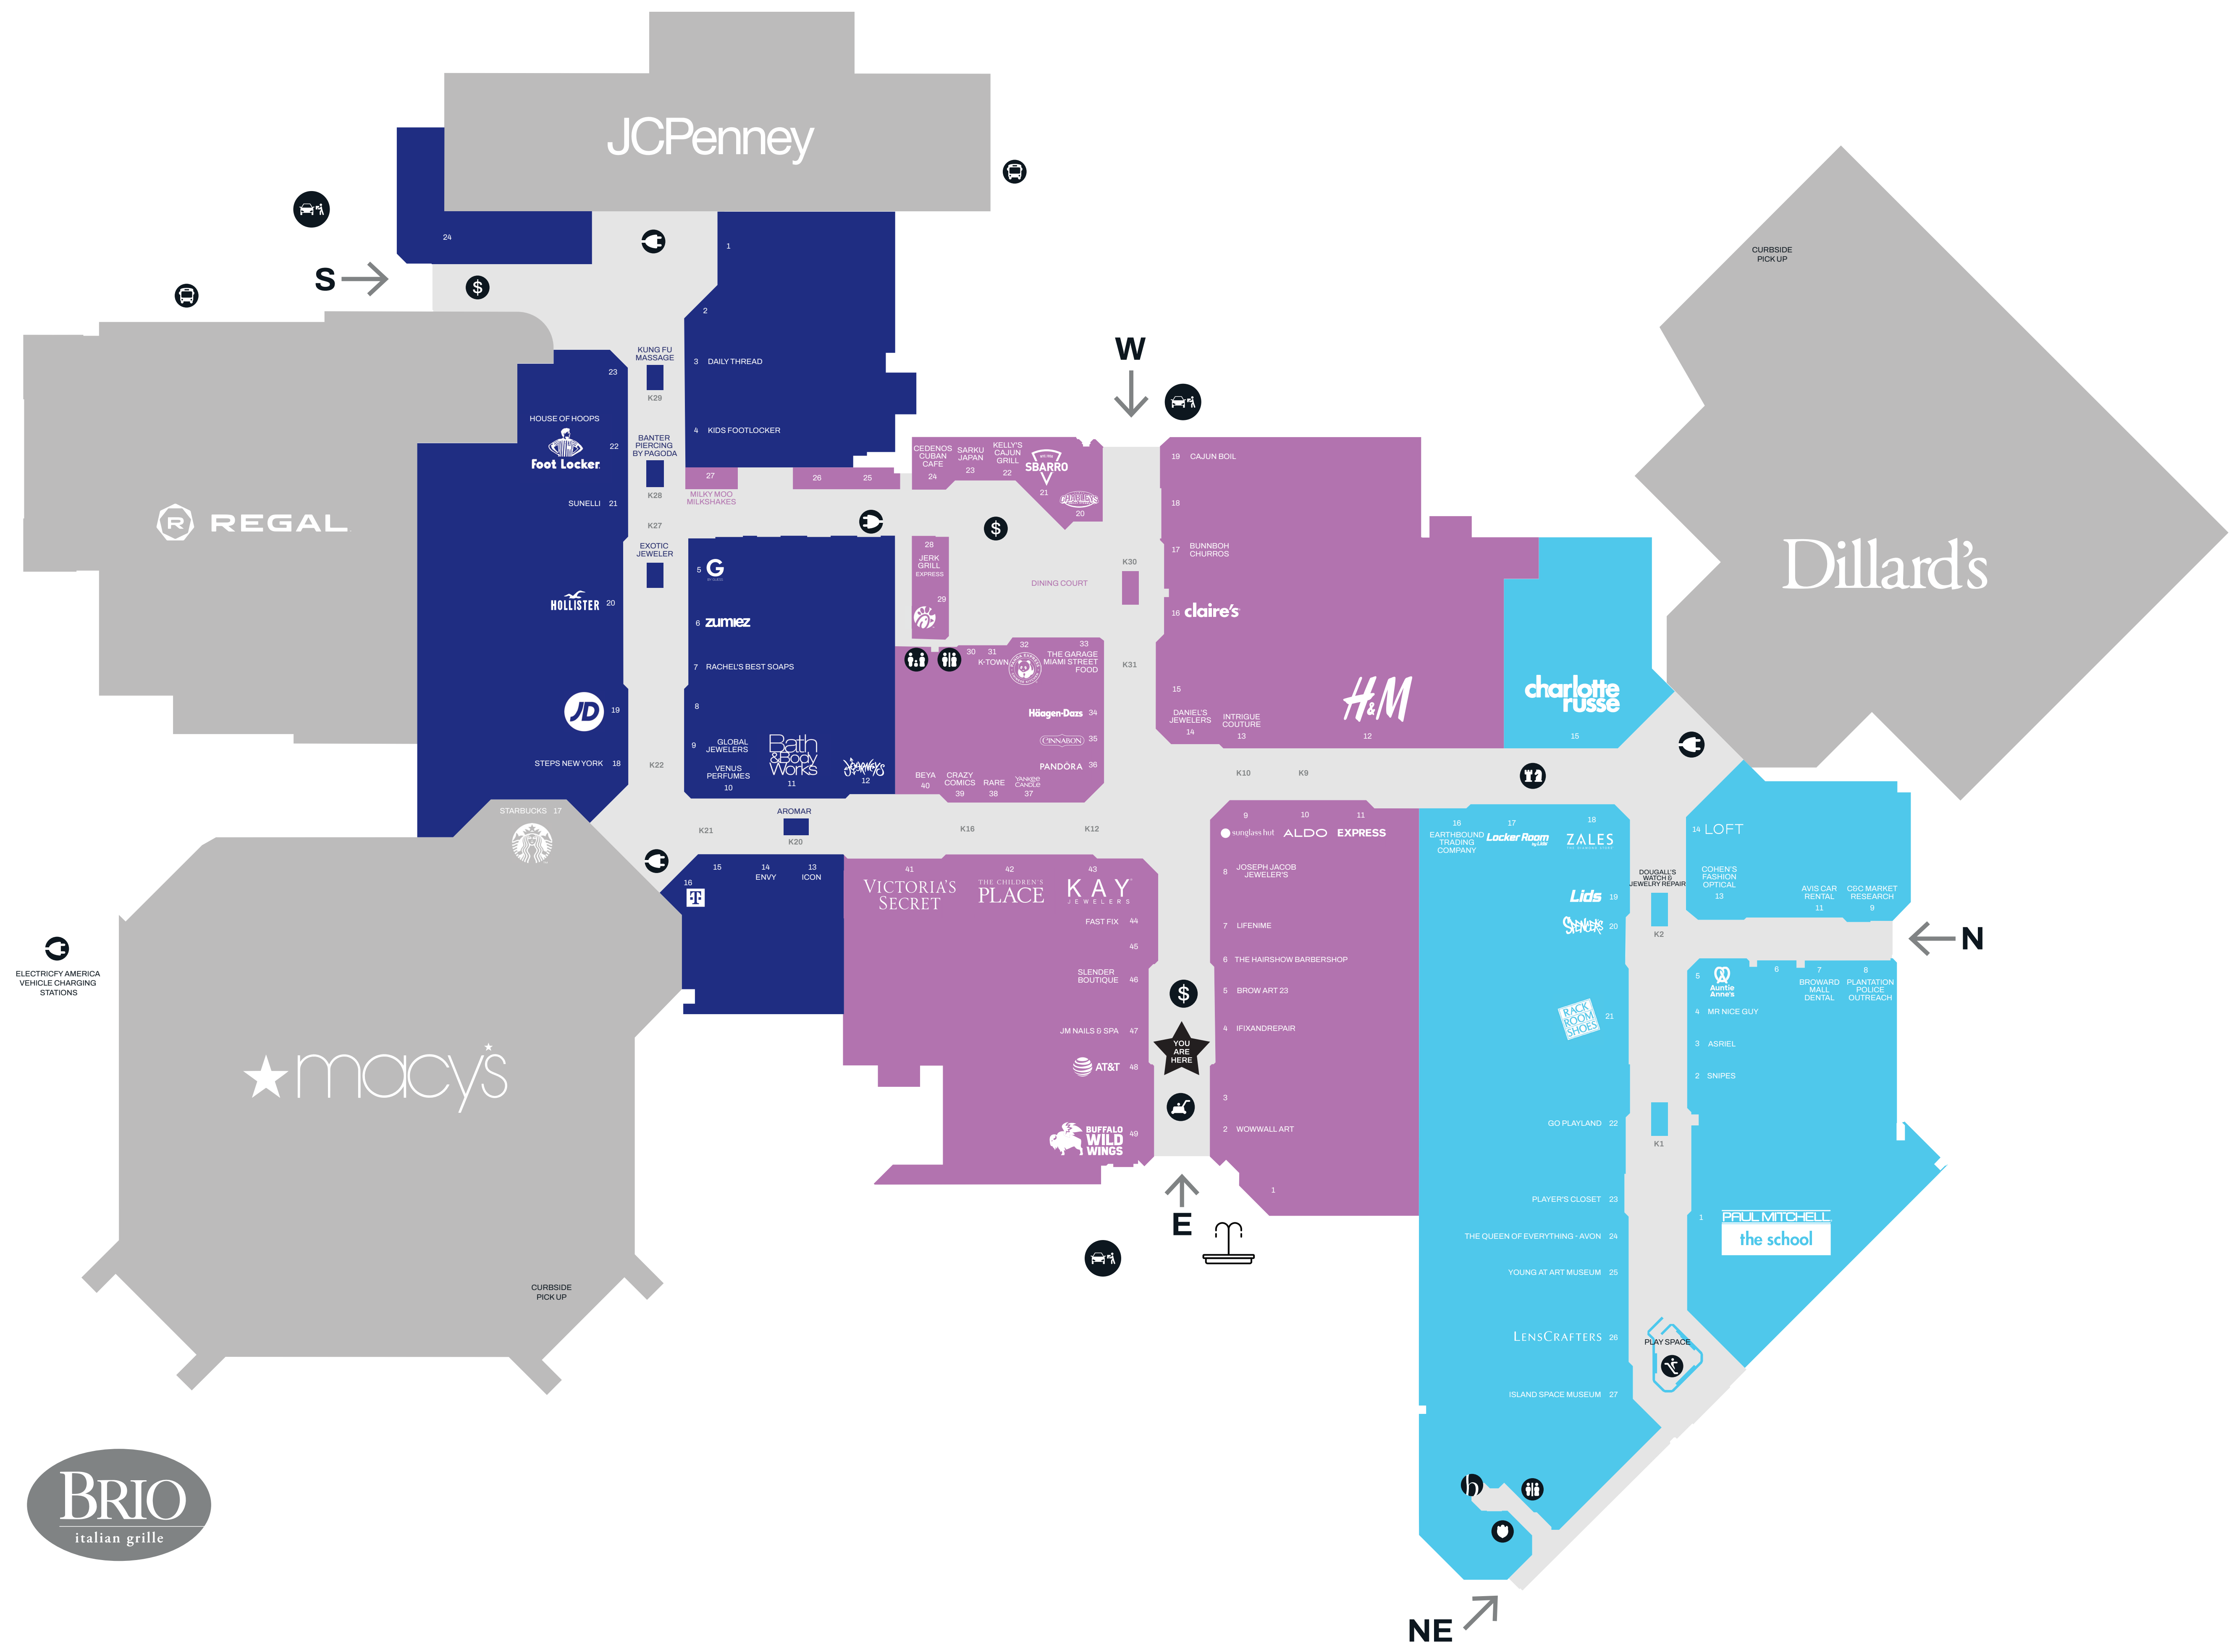 JCPenney
24
1
S
$
2
KUNG FU
MASSAGE
K29
3 DAILY THREAD
23
HOUSE OF HOOPS
Foot Locker
22
BANTER
PIERCING
BY PAGODA
K28
4 KIDS FOOTLOCKER
27
MILKY MOO
MILKSHAKES
26
25
SUNELLI 21
K27
EXOTIC
JEWELER
R REGAL
HOLLISTER 20
JD
19
STEPS NEW YORK 18
K22
5 G
6 zumiez
7 RACHEL'S BEST SOAPS
8
9 GLOBAL
JEWELERS
VENUS
PERFUMES
10
Bath
&Body
Works
11
JOURNEYS
12
STARBUCKS 17
K21
AROMAR
K20
16
T
15
14
ENVY
13
ICON
W
CEDENOS
CUBAN
CAFE
24
SARKU
JAPAN
23
KELLY'S
CAJUN
GRILL
22
SBARRO
21
CHARLEYS
20
$
28
JERK
GRILL
EXPRESS
29
DINING COURT
K30
K31
30
31
K-TOWN
32
PANDA EXPRESS
33
THE GARAGE
MIAMI STREET
FOOD
Häagen-Dazs 34
CINNABON 35
PANDÖRA 36
BEYA
40
CRAZY
COMICS
39
RARE
38
YANKEE
CANDLE
37
K16
K12
19 CAJUN BOIL
18
17 BUNNBOH
CHURROS
16 claire's
15
DANIEL'S
JEWELERS
14
INTRIGUE
COUTURE
13
H&M
12
K10
K9
charlotte
russe
15
CURBSIDE
PICK UP
Dillard's
41
VICTORIA'S
SECRET
42
THE CHILDREN'S
PLACE
43
KAY
JEWELERS
FAST FIX 44
45
SLENDER
BOUTIQUE 46
JM NAILS & SPA 47
AT&T 48
BUFFALO
WILD
WINGS
49
$
YOU
ARE
HERE
E
9
sunglass hut
10
ALDO
11
EXPRESS
8 JOSEPH JACOB
JEWELER'S
7 LIFENIME
6 THE HAIRSHOW BARBERSHOP
5 BROW ART 23
4 IFIXANDREPAIR
3
2 WOWWALL ART
1
16
EARTHBOUND
TRADING
COMPANY
17
Locker Room
by Lids
18
ZALES
THE DIAMOND STORE
Lids 19
SPENCER'S 20
RACK
ROOM
SHOES
21
GO PLAYLAND 22
PLAYER'S CLOSET 23
THE QUEEN OF EVERYTHING - AVON 24
YOUNG AT ART MUSEUM 25
LENSCRAFTERS 26
ISLAND SPACE MUSEUM 27
DOUGALL'S
WATCH &
JEWELRY REPAIR
K2
K1
PLAY SPACE
14 LOFT
COHEN'S
FASHION
OPTICAL
13
AVIS CAR
RENTAL
11
C&C MARKET
RESEARCH
9
N
5
Auntie
Anne's
6
7
BROWARD
MALL
DENTAL
8
PLANTATION
POLICE
OUTREACH
4 MR NICE GUY
3 ASRIEL
2 SNIPES
1 PAUL MITCHELL
the school
h
NE
ELECTRICFY AMERICA
VEHICLE CHARGING
STATIONS
macy's
CURBSIDE
PICK UP
BRIO
italian grille